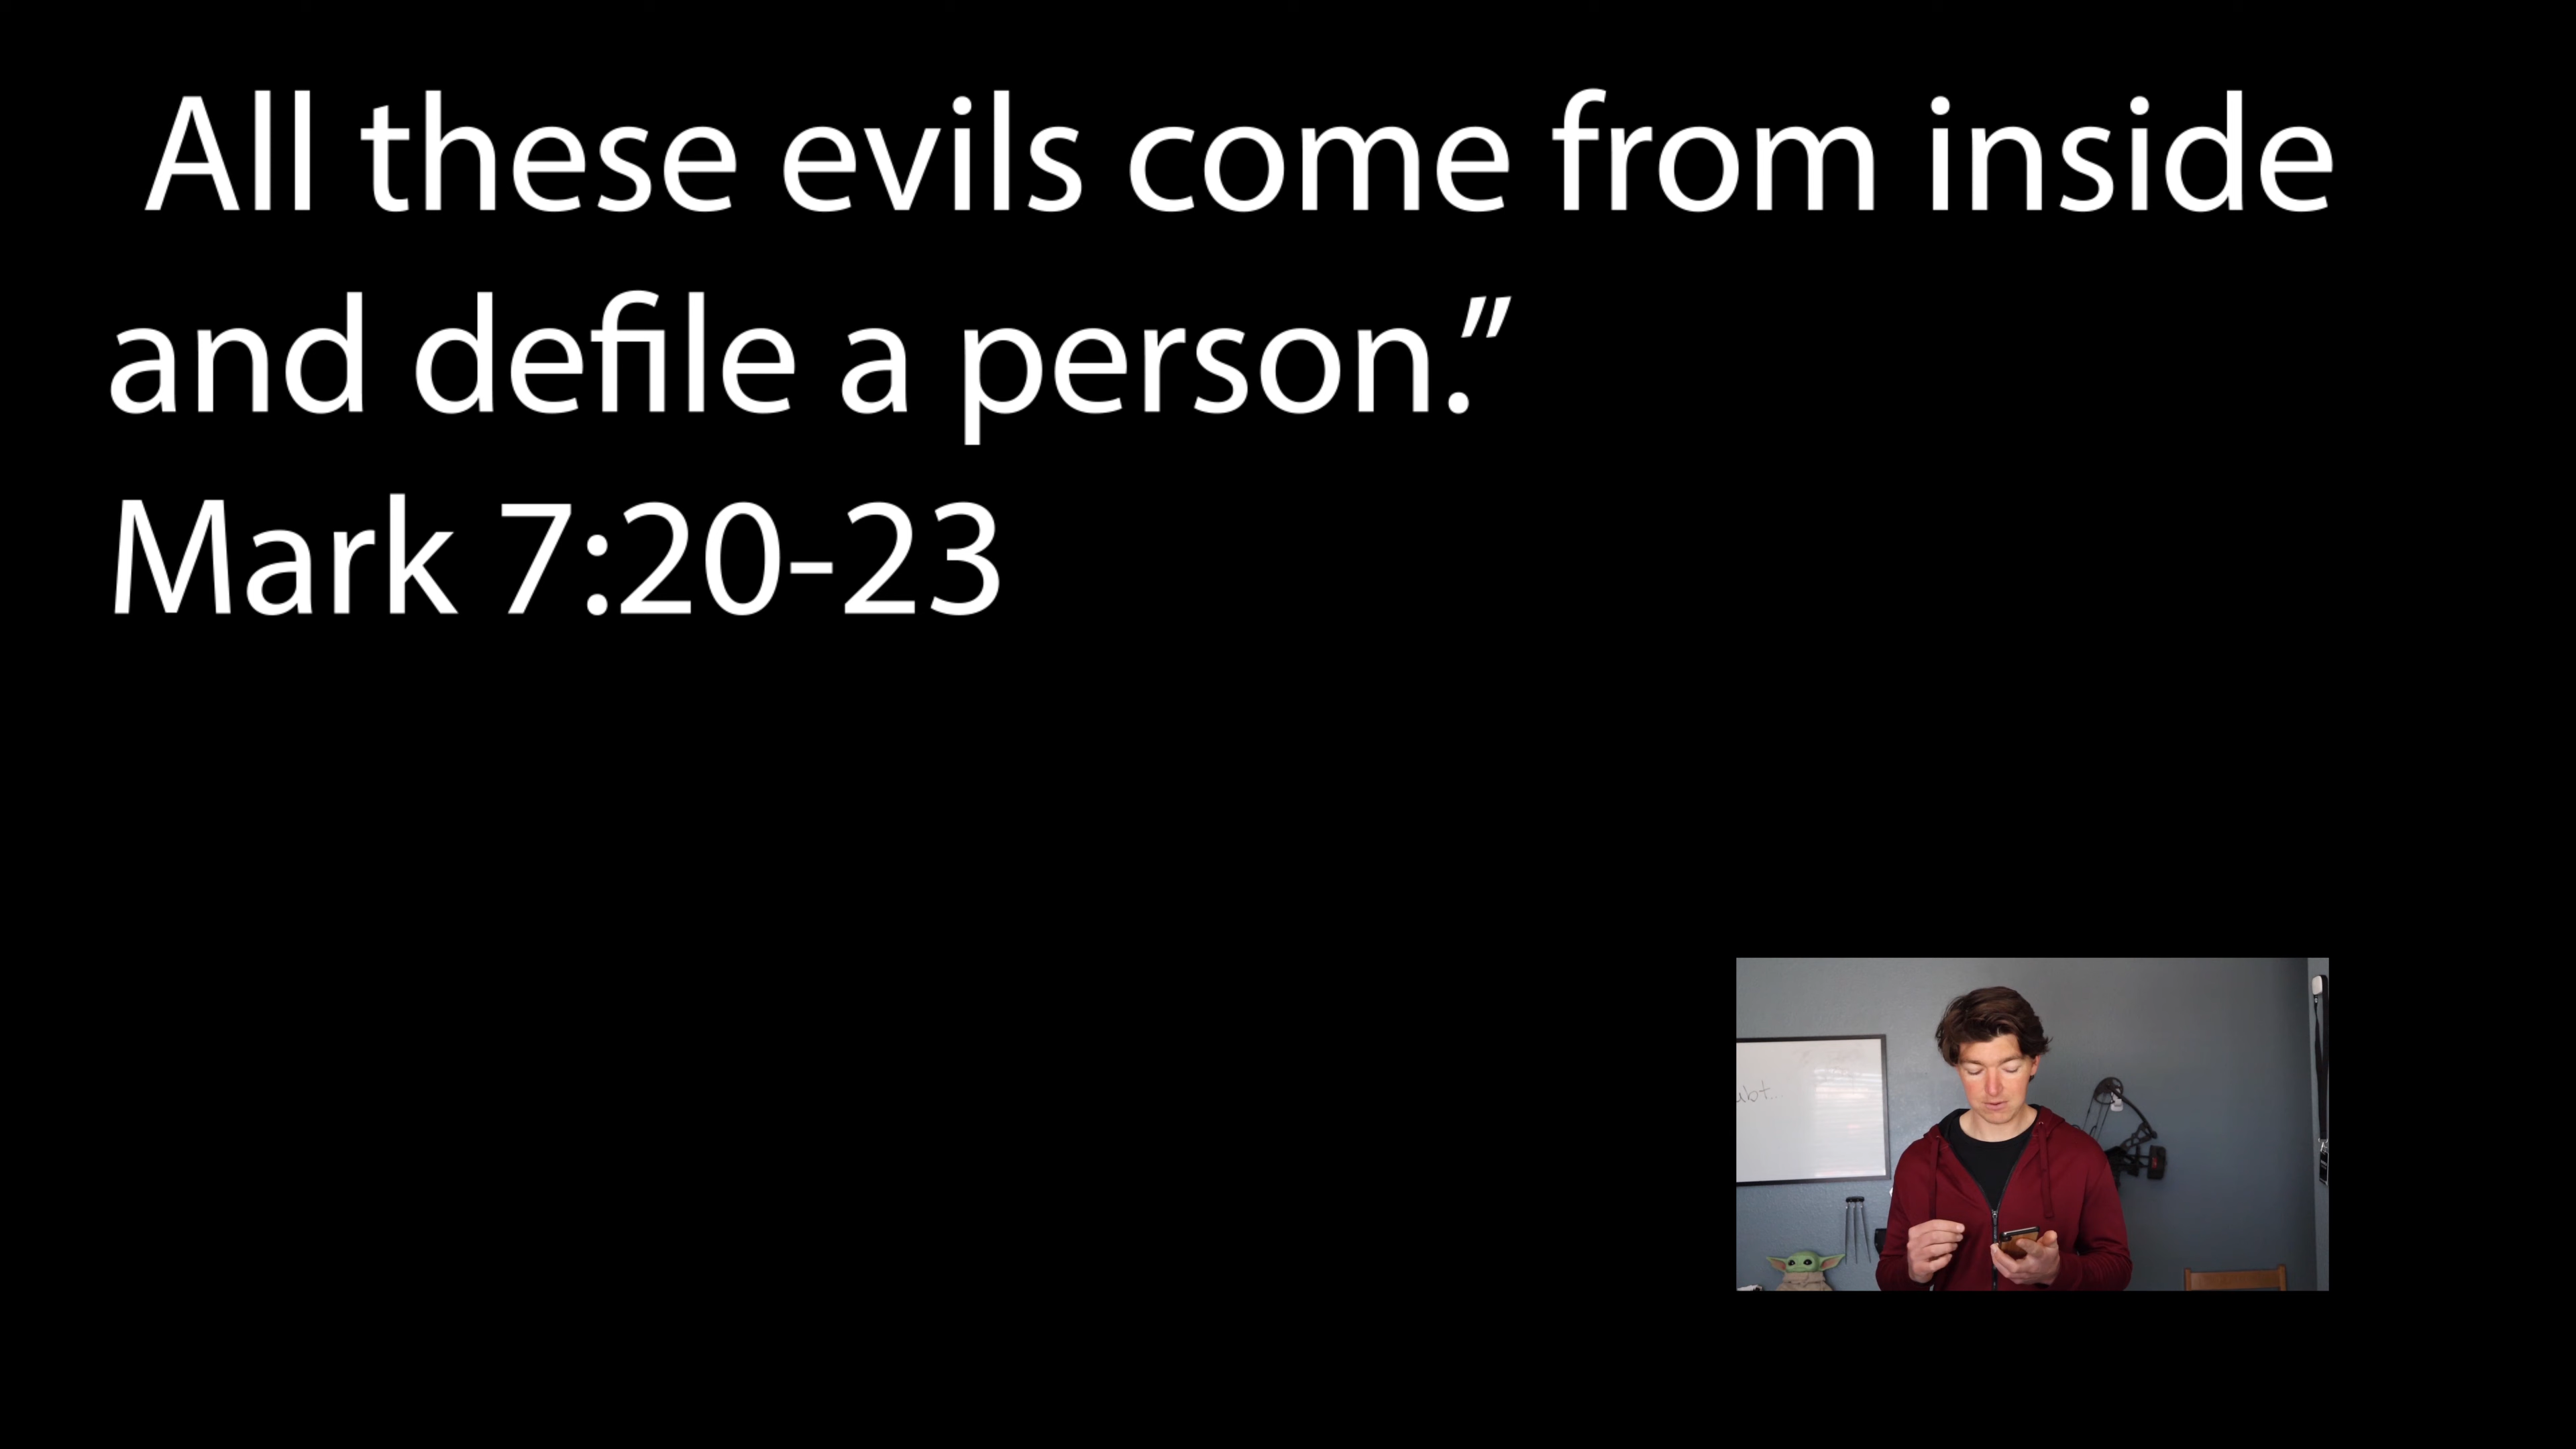 All these evils come from inside
and defile a person.”
Mark 7:20-23